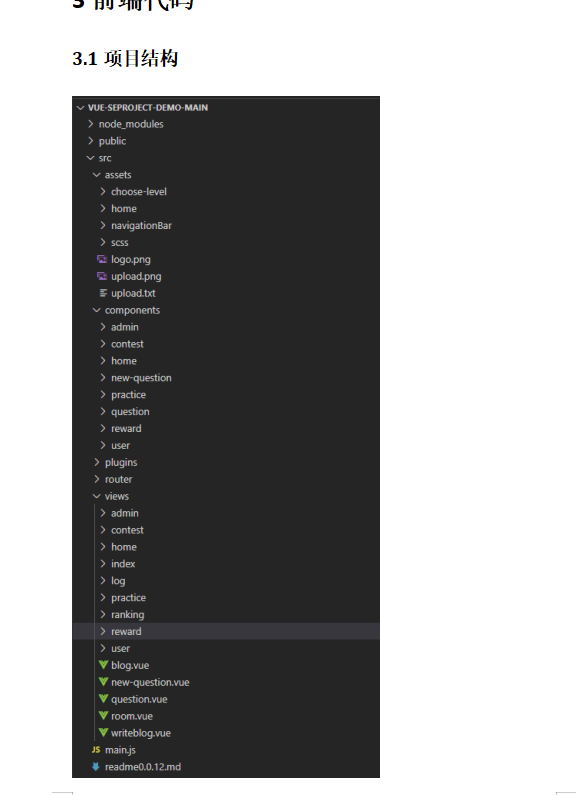 3 前端代码
3.1 项目结构
VUE-SEPROJECT-DEMO-MAIN
node_modules
public
src
assets
choose-level
home
navigationBar
scss
logo.png
upload.png
upload.txt
components
admin
contest
home
new-question
practice
question
reward
user
plugins
router
views
admin
contest
home
index
log
practice
ranking
reward
user
blog.vue
new-question.vue
question.vue
room.vue
writeblog.vue
JS main.js
readme0.0.12.md